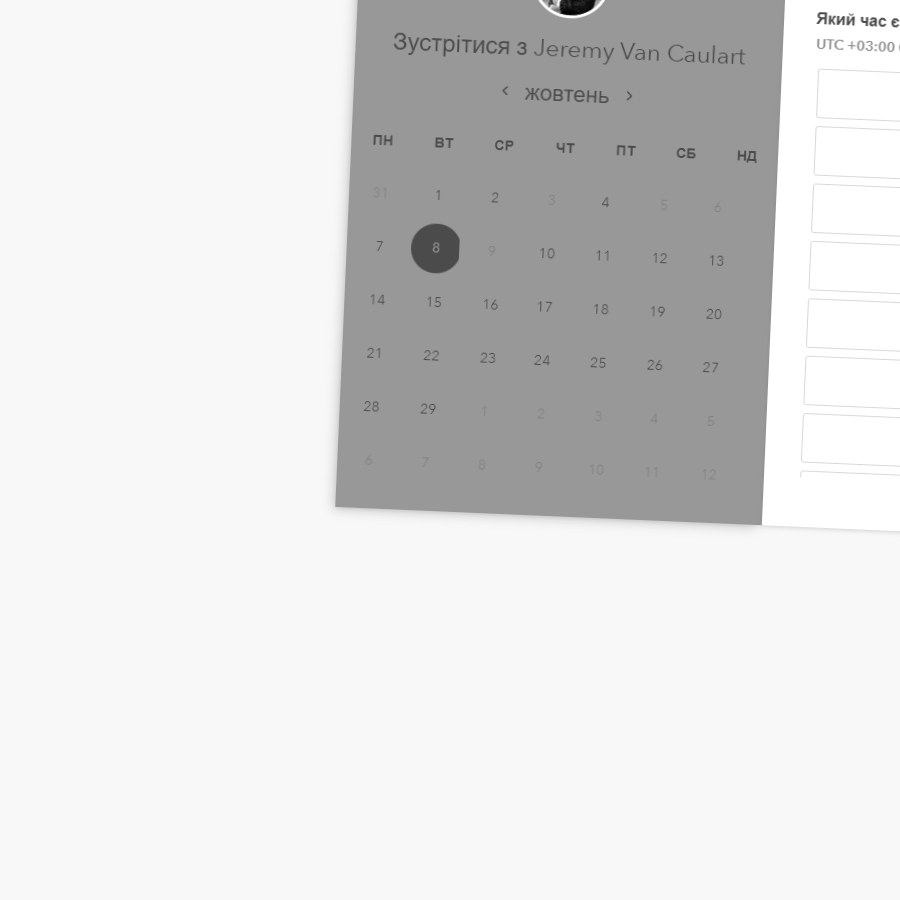 Зустрітися з Jeremy Van Caulart
‹ жовтень ›
ПН ВТ СР ЧТ ПТ СБ НД
31 1 2 3 4 5 6
7 8 9 10 11 12 13
14 15 16 17 18 19 20
21 22 23 24 25 26 27
28 29 1 2 3 4 5
6 7 8 9 10 11 12
Який час є
UTC +03:00